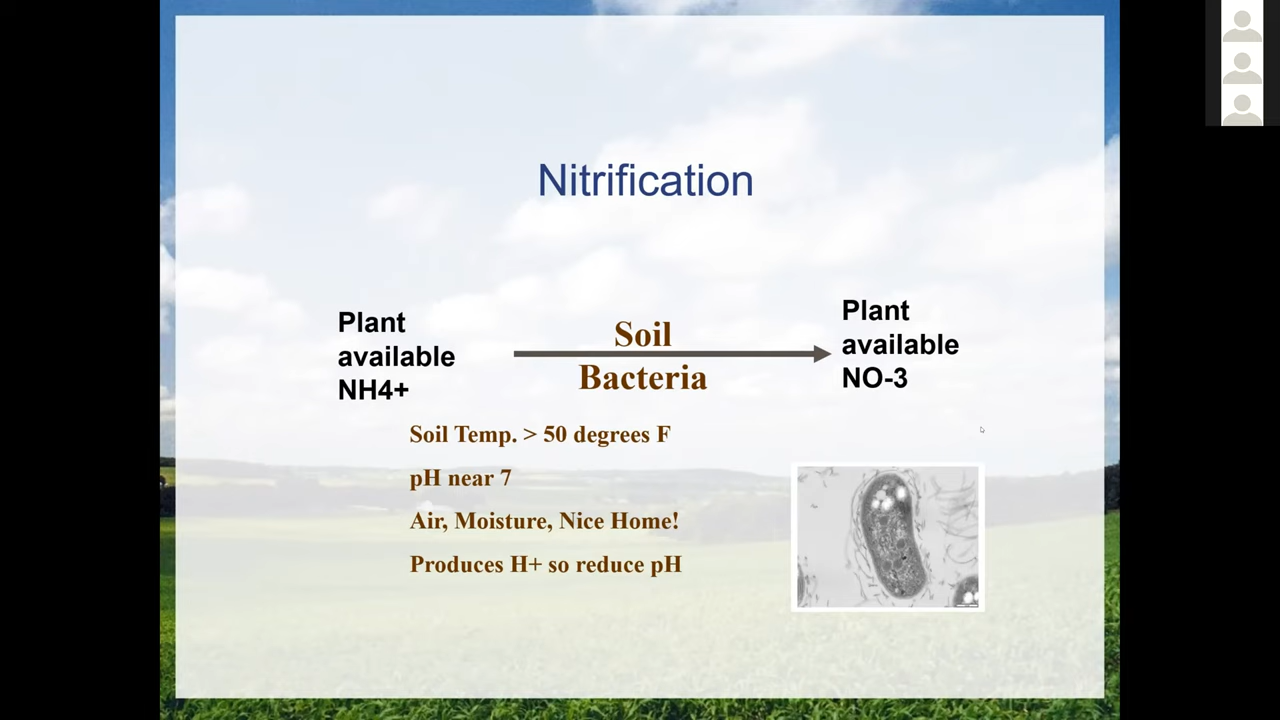 Nitrification
Plant
available
NH4+
Soil
Bacteria
Plant
available
NO-3
Soil Temp. > 50 degrees F
pH near 7
Air, Moisture, Nice Home!
Produces H+ so reduce pH